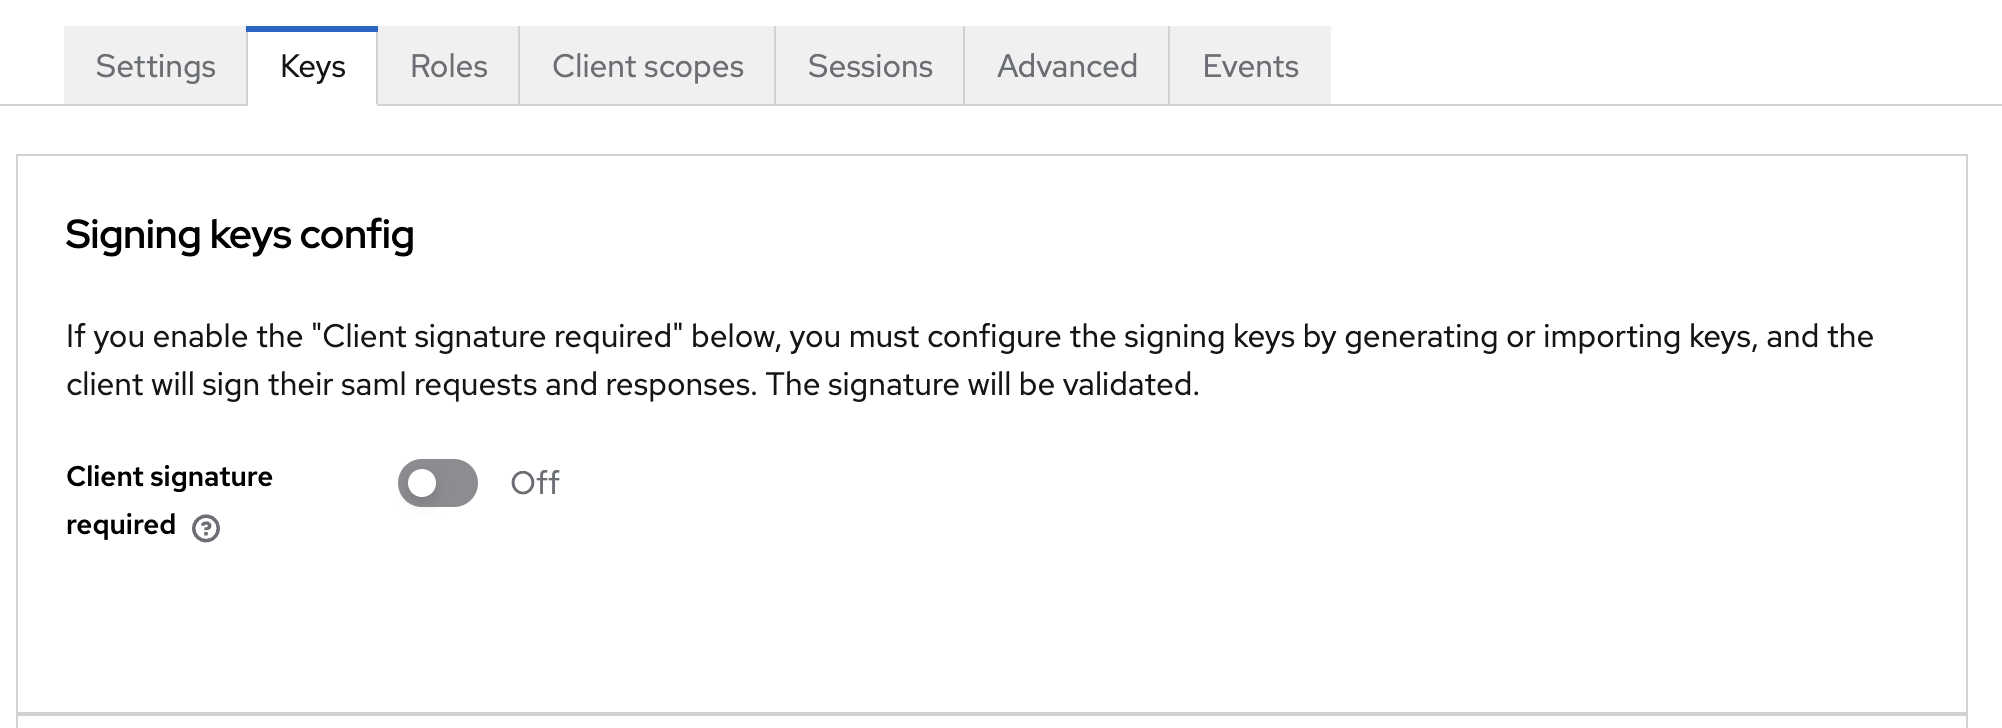 Settings Keys Roles Client scopes Sessions Advanced Events
Signing keys config
If you enable the "Client signature required" below, you must configure the signing keys by generating or importing keys, and the
client will sign their saml requests and responses. The signature will be validated.
Client signature
required ?
Off